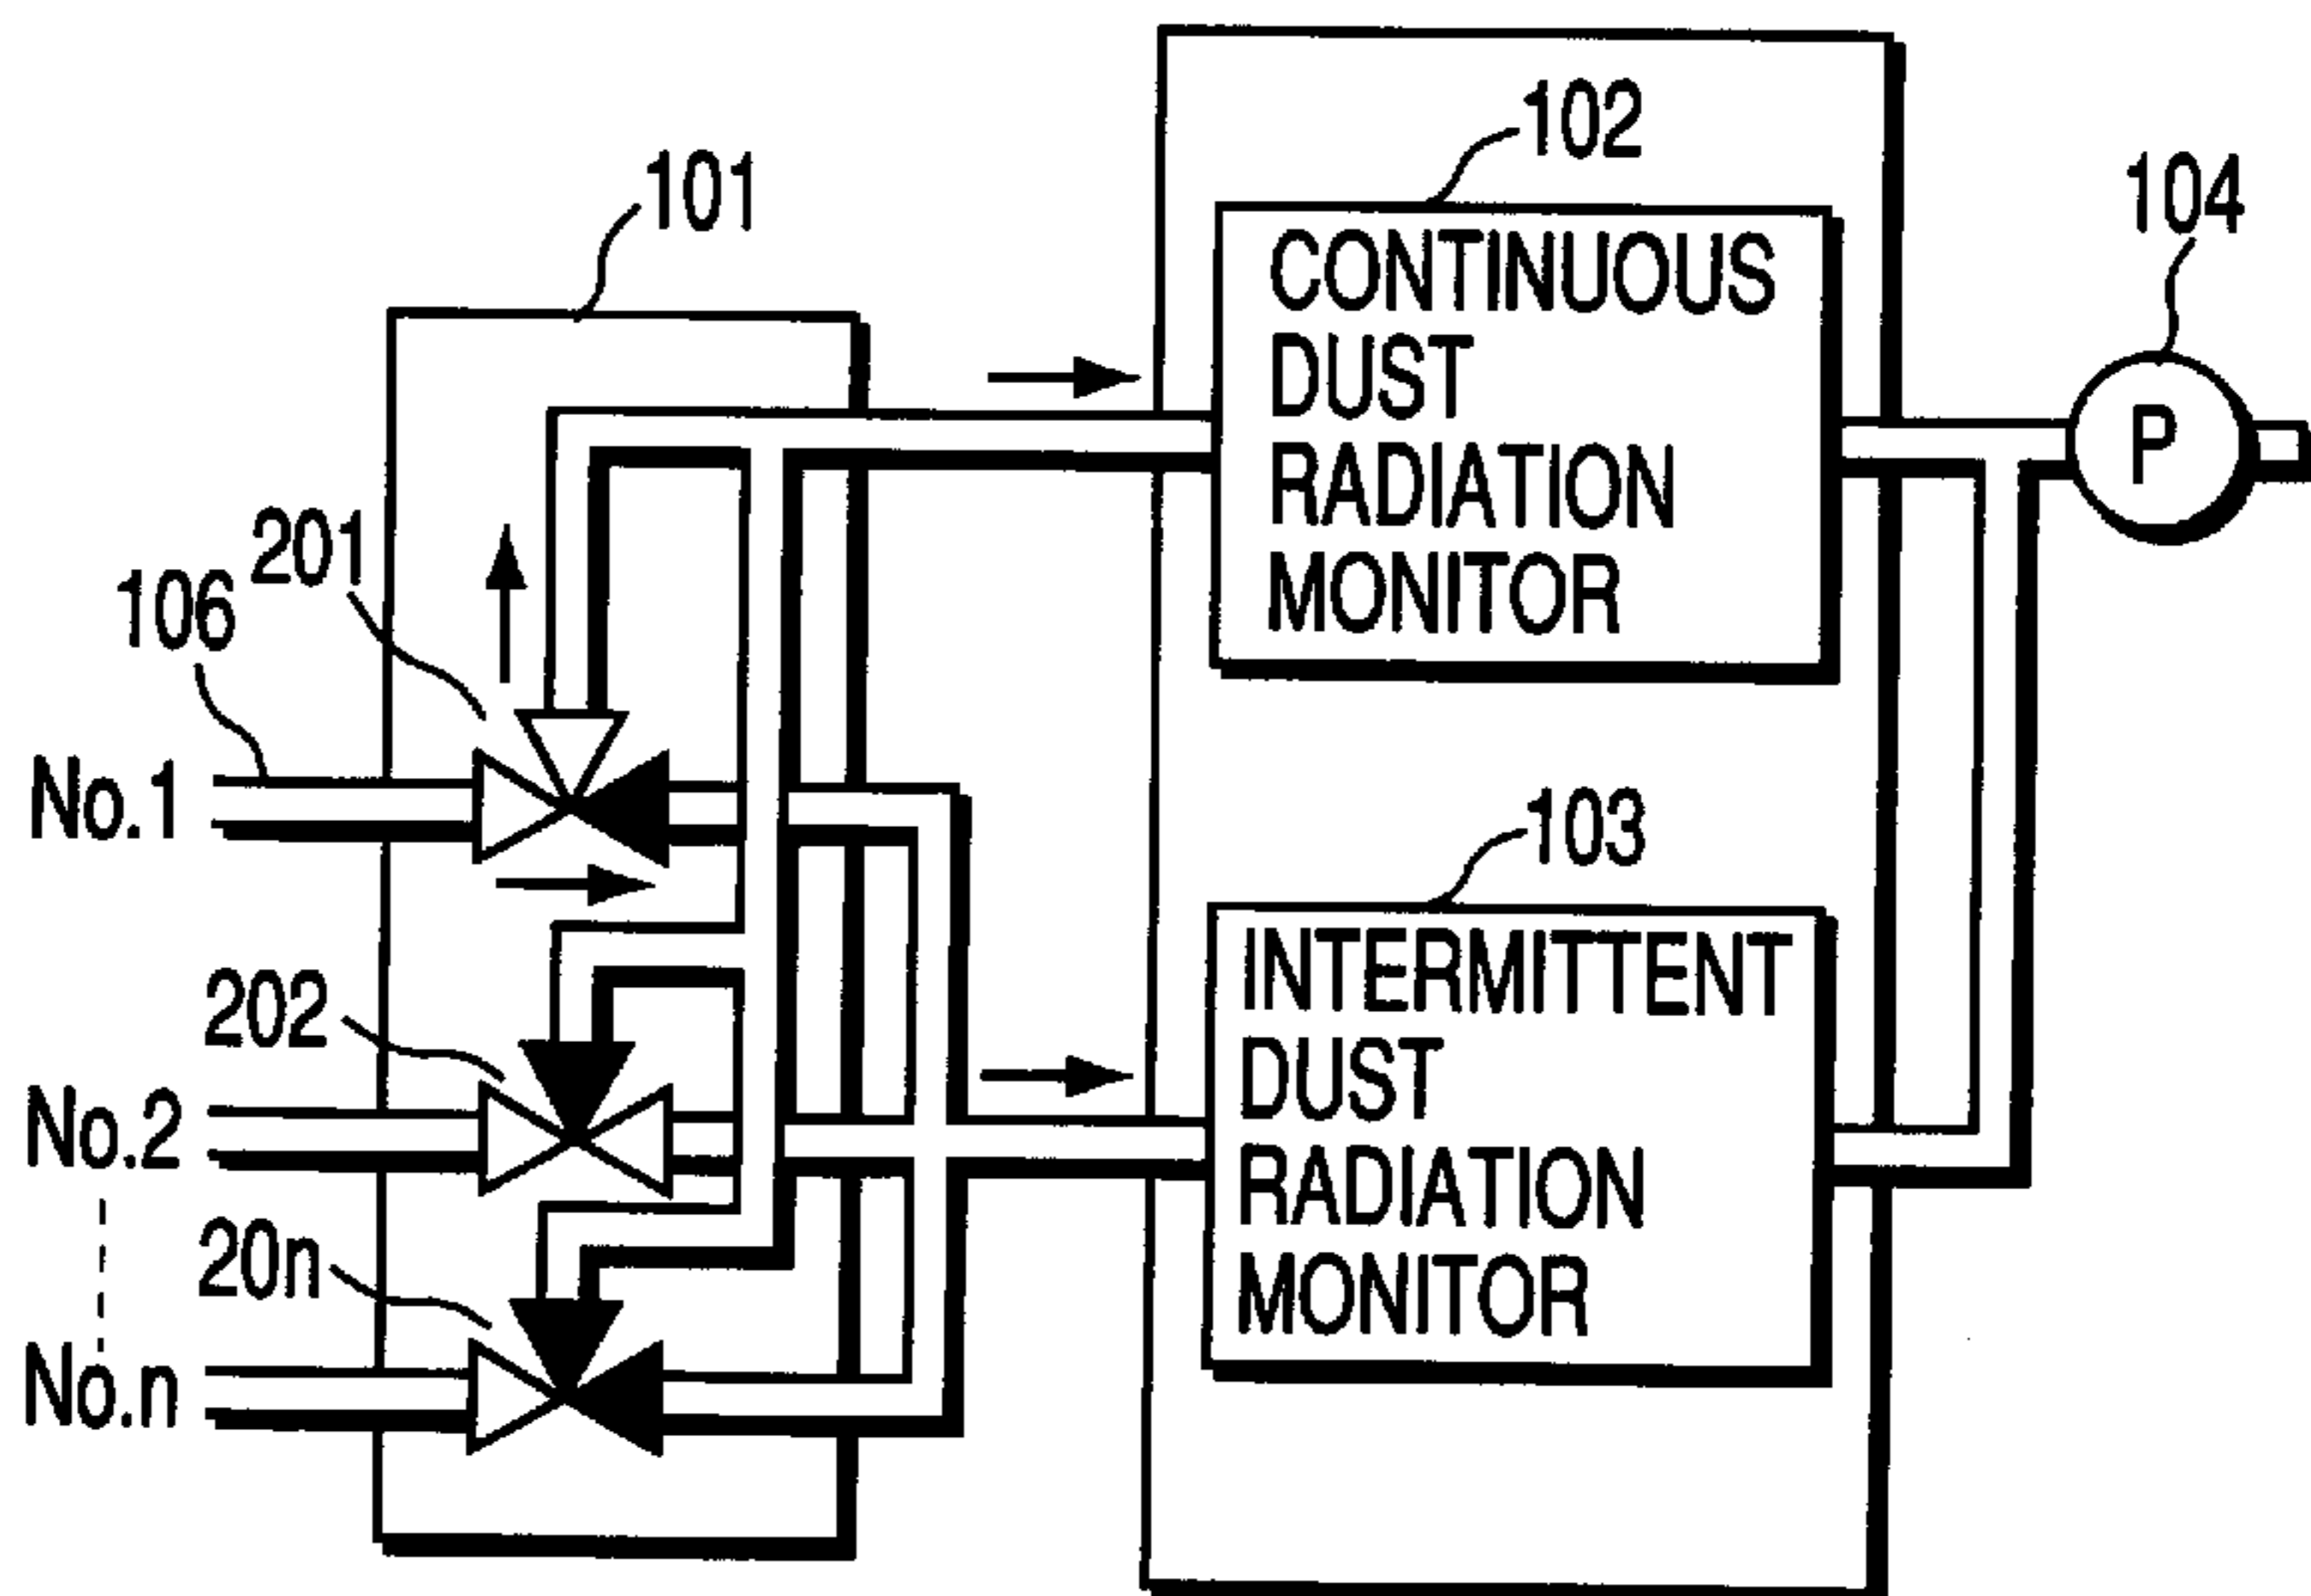 102
101
104
CONTINUOUS
DUST
RADIATION
MONITOR
P
201
106
No.1
103
INTERMITTENT
DUST
RADIATION
MONITOR
202
No.2
20n
No.n